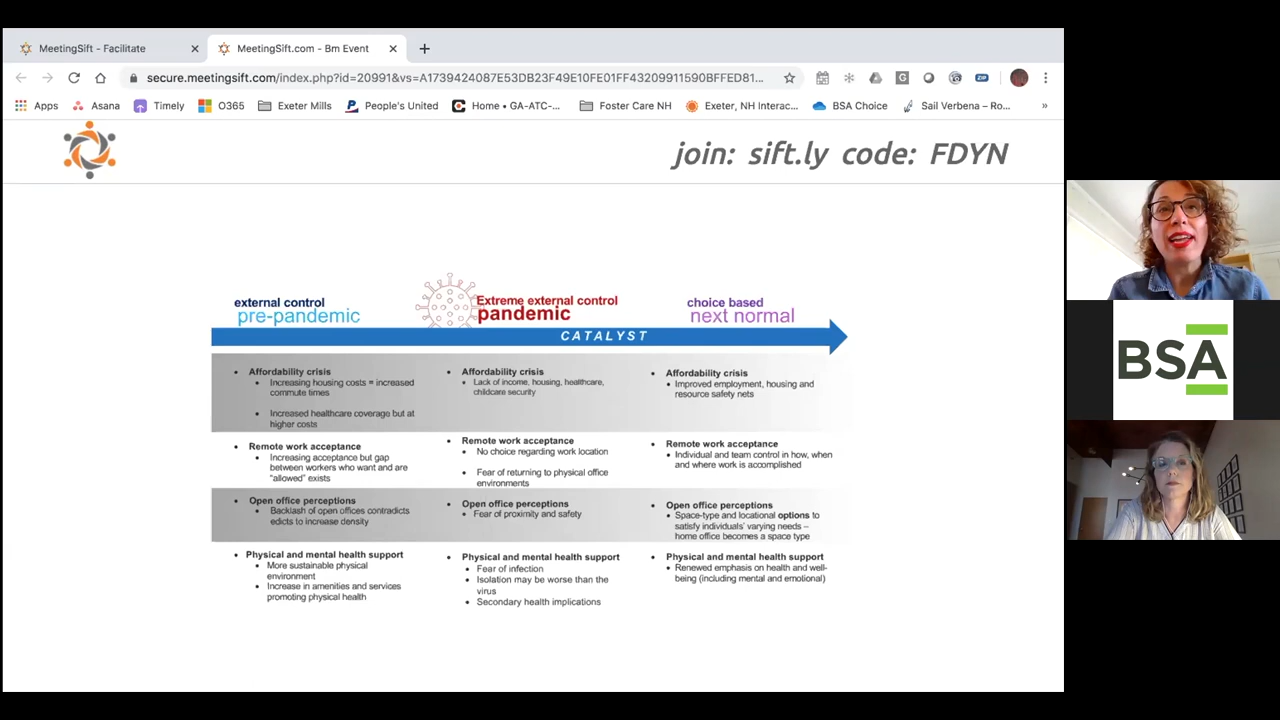 MeetingSift - Facilitate
MeetingSift.com - Bm Event
secure.meetingsift.com/index.php?id=20991&vs=A1739424087E53DB23F49E10FE01FF43209911590BFFED81...
Apps Asana Timely O365 Exeter Mills People's United Home • GA-ATC-... Foster Care NH Exeter, NH Interac... BSA Choice Sail Verbena – Ro... »
join: sift.ly code: FDYN
external control
pre-pandemic
Extreme external control
pandemic
choice based
next normal
CATALYST
• Affordability crisis
• Increasing housing costs = increased
commute times
• Increased healthcare coverage but at
higher costs
• Affordability crisis
• Lack of income, housing, healthcare,
childcare security
• Affordability crisis
• Improved employment, housing and
resource safety nets
• Remote work acceptance
• Increasing acceptance but gap
between workers who want and are
"allowed" exists
• Remote work acceptance
• No choice regarding work location
• Fear of returning to physical office
environments
• Remote work acceptance
• Individual and team control in how, when
and where work is accomplished
• Open office perceptions
• Backlash of open offices contradicts
edicts to increase density
• Open office perceptions
• Fear of proximity and safety
• Open office perceptions
• Space-type and locational options to
satisfy individuals' varying needs –
home office becomes a space type
• Physical and mental health support
• More sustainable physical
environment
• Increase in amenities and services
promoting physical health
• Physical and mental health support
• Fear of infection
• Isolation may be worse than the
virus
• Secondary health implications
• Physical and mental health support
• Renewed emphasis on health and well-
being (including mental and emotional)
BSA